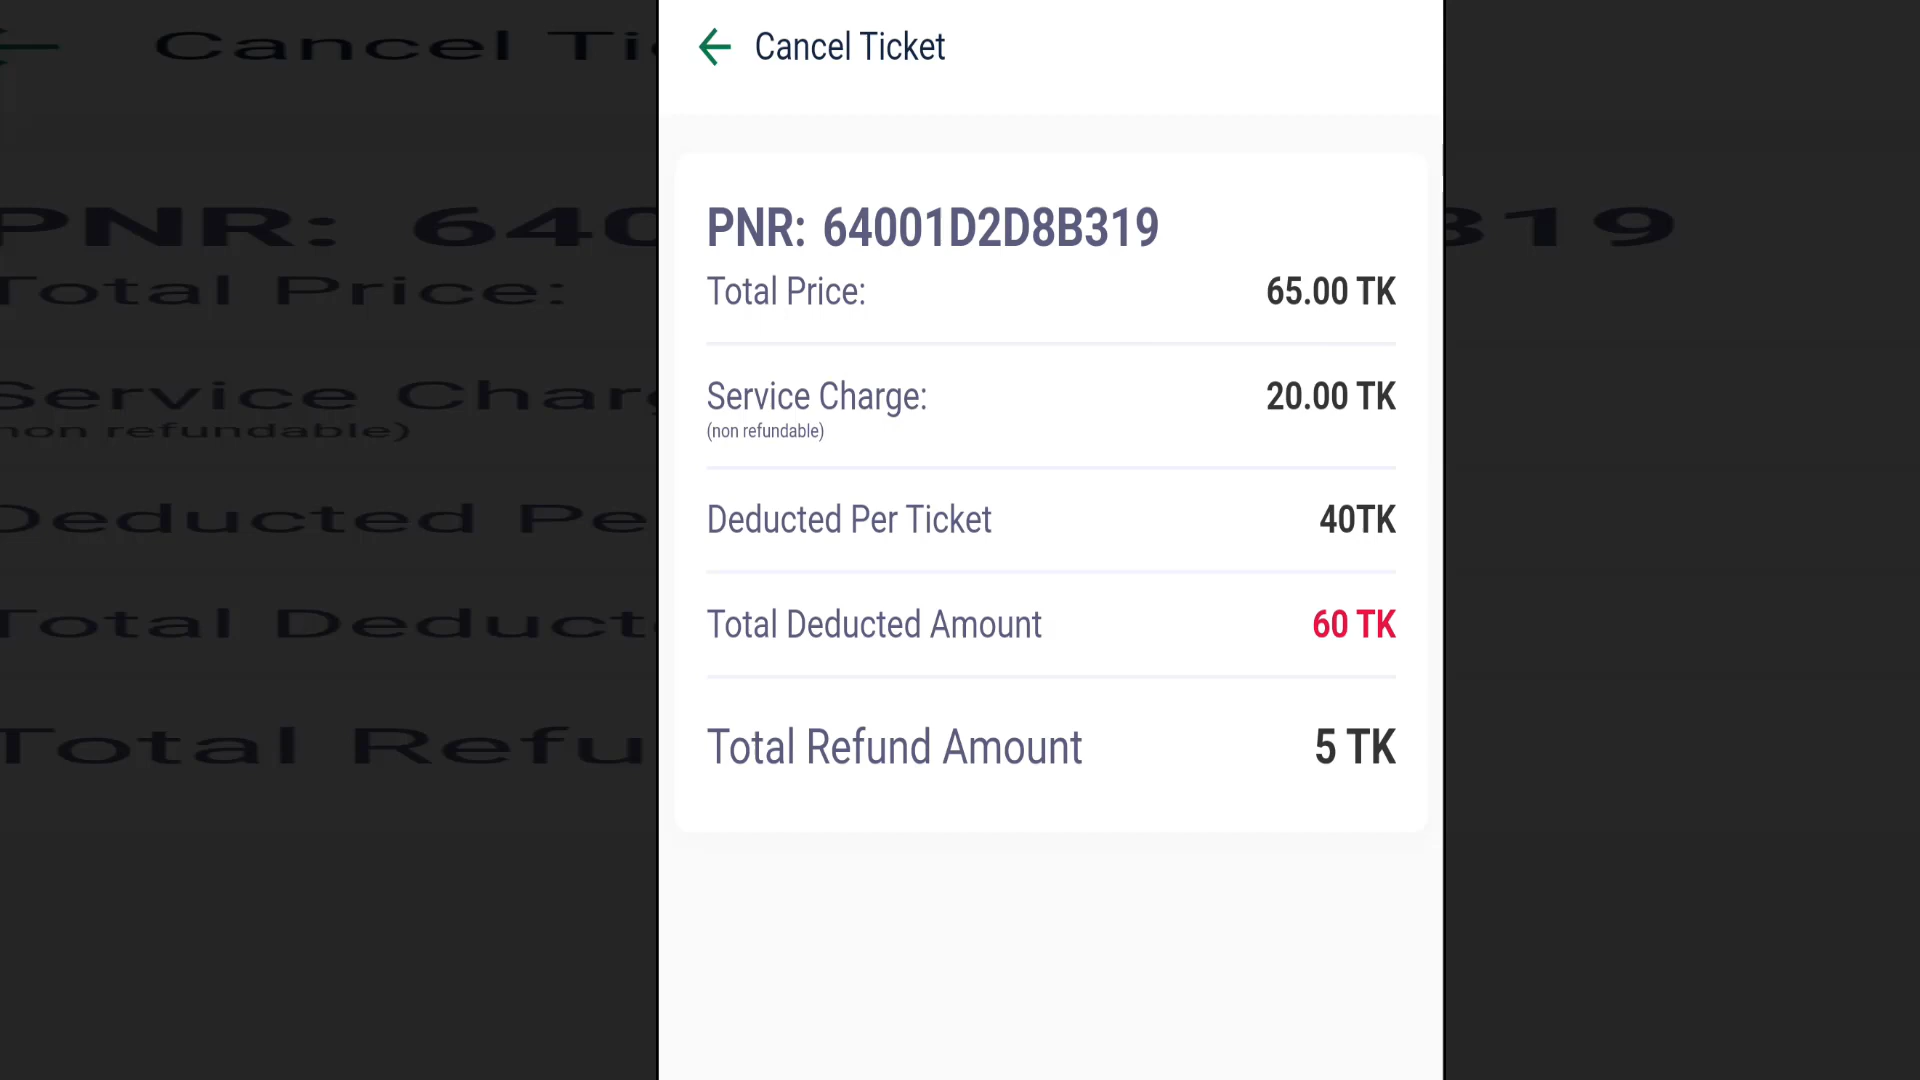 Cancel Ticket
PNR: 64001D2D8B319
Total Price: 65.00 TK
Service Charge: 20.00 TK
(non refundable)
Deducted Per Ticket 40TK
Total Deducted Amount 60 TK
Total Refund Amount 5 TK